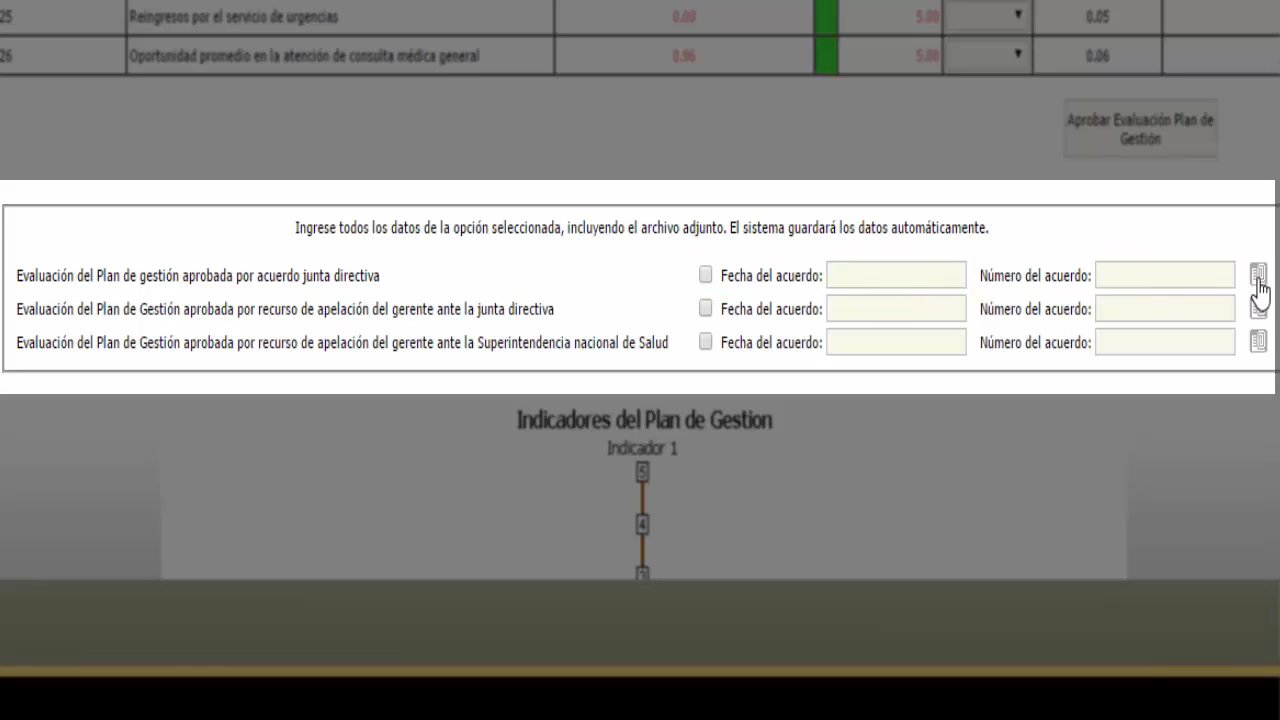 25 Reingresos por el servicio de urgencias 0.00 5.00 0.05
26 Oportunidad promedio en la atención de consulta médica general 0.96 5.00 0.06
Aprobar Evaluación Plan de
Gestión
Ingrese todos los datos de la opción seleccionada, incluyendo el archivo adjunto. El sistema guardará los datos automáticamente.
Evaluación del Plan de gestión aprobada por acuerdo junta directiva Fecha del acuerdo: Número del acuerdo:
Evaluación del Plan de Gestión aprobada por recurso de apelación del gerente ante la junta directiva Fecha del acuerdo: Número del acuerdo:
Evaluación del Plan de Gestión aprobada por recurso de apelación del gerente ante la Superintendencia nacional de Salud Fecha del acuerdo: Número del acuerdo:
Indicadores del Plan de Gestion
Indicador 1
5
4
3